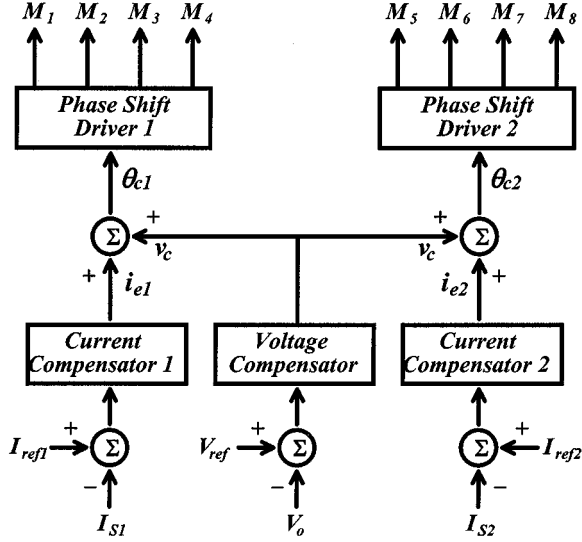 M1 M2 M3 M4 M5 M6 M7 M8
Phase Shift
Driver 1
Phase Shift
Driver 2
θc1 θc2
+ +
Σ Σ
vc vc
+ +
ie1 ie2
Current
Compensator 1
Voltage
Compensator
Current
Compensator 2
+ + +
Iref1 Σ Vref Σ Σ Iref2
− − −
IS1 Vo IS2